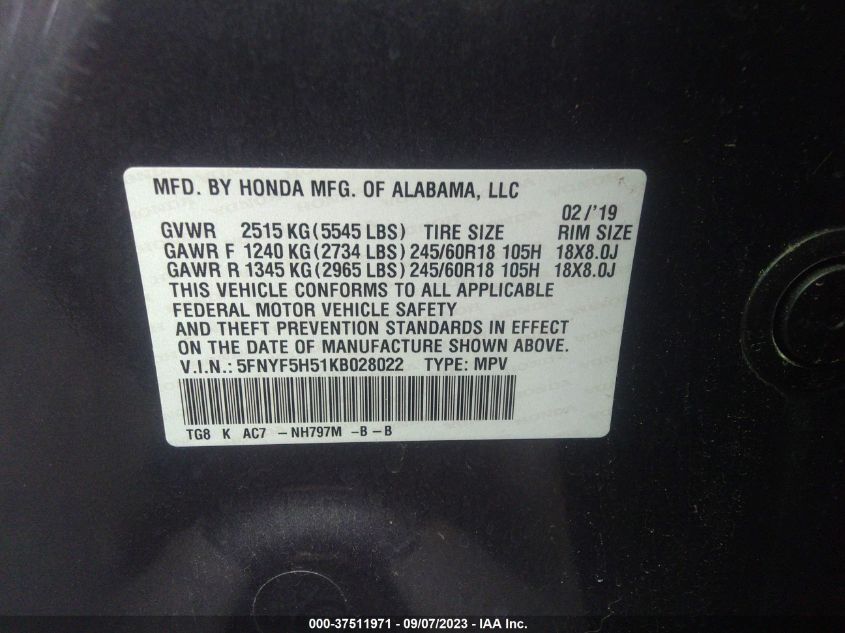 MFD. BY HONDA MFG. OF ALABAMA, LLC
02/'19
GVWR 2515 KG (5545 LBS) TIRE SIZE RIM SIZE
GAWR F 1240 KG (2734 LBS) 245/60R18 105H 18X8.0J
GAWR R 1345 KG (2965 LBS) 245/60R18 105H 18X8.0J
THIS VEHICLE CONFORMS TO ALL APPLICABLE
FEDERAL MOTOR VEHICLE SAFETY
AND THEFT PREVENTION STANDARDS IN EFFECT
ON THE DATE OF MANUFACTURE SHOWN ABOVE.
V.I.N.: 5FNYF5H51KB028022 TYPE: MPV
TG8 K AC7 -NH797M -B-B
000-37511971 - 09/07/2023 - IAA Inc.